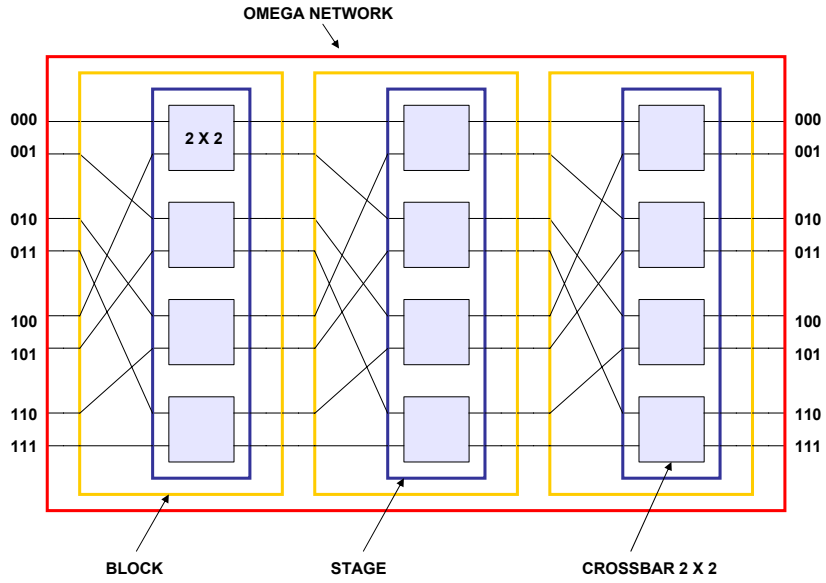 OMEGA NETWORK
000 000
2 X 2
001 001
010 010
011 011
100 100
101 101
110 110
111 111
BLOCK STAGE CROSSBAR 2 X 2